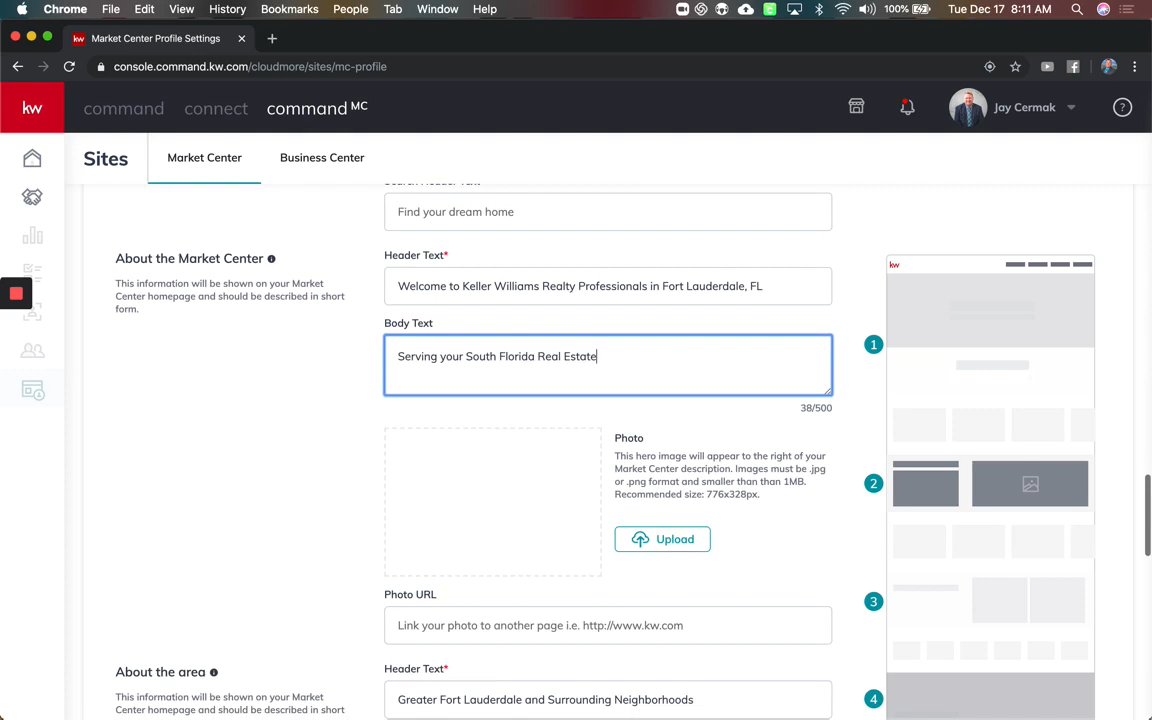 Chrome File Edit View History Bookmarks People Tab Window Help 100% Tue Dec 17 8:11 AM
kw Market Center Profile Settings
console.command.kw.com/cloudmore/sites/mc-profile
kw command connect command MC Jay Cermak
Sites Market Center Business Center
Search Header Text
Find your dream home
About the Market Center
This information will be shown on your Market
Center homepage and should be described in short
form.
Header Text*
Welcome to Keller Williams Realty Professionals in Fort Lauderdale, FL
Body Text
Serving your South Florida Real Estate
38/500
Photo
This hero image will appear to the right of your
Market Center description. Images must be .jpg
or .png format and smaller than than 1MB.
Recommended size: 776x328px.
Upload
Photo URL
Link your photo to another page i.e. http://www.kw.com
kw
1
2
3
4
About the area
This information will be shown on your Market
Center homepage and should be described in short
Header Text*
Greater Fort Lauderdale and Surrounding Neighborhoods